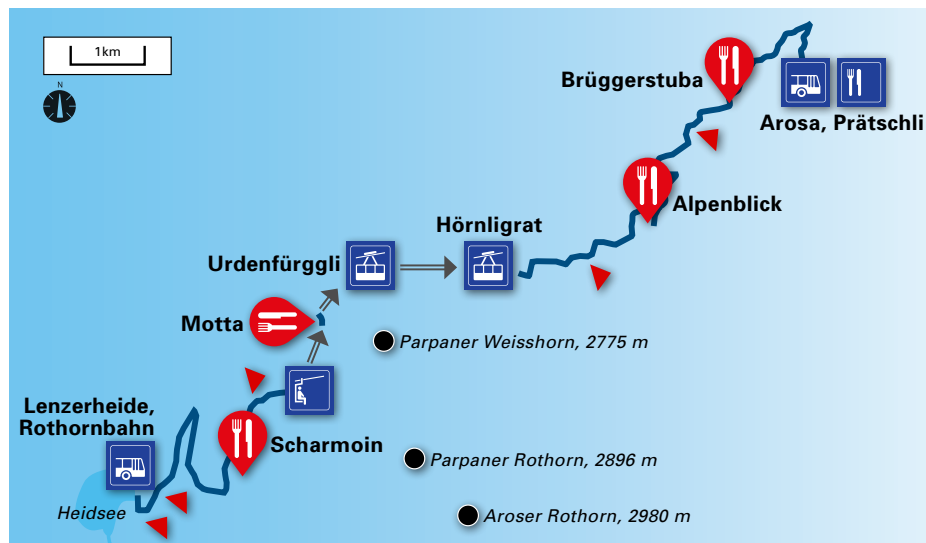 1km
N
Brüggerstuba
Arosa, Prätschli
Alpenblick
Hörnligrat
Urdenfürggli
Motta
Parpaner Weisshorn, 2775 m
Lenzerheide,
Rothornbahn
Scharmoin
Parpaner Rothorn, 2896 m
Heidsee
Aroser Rothorn, 2980 m